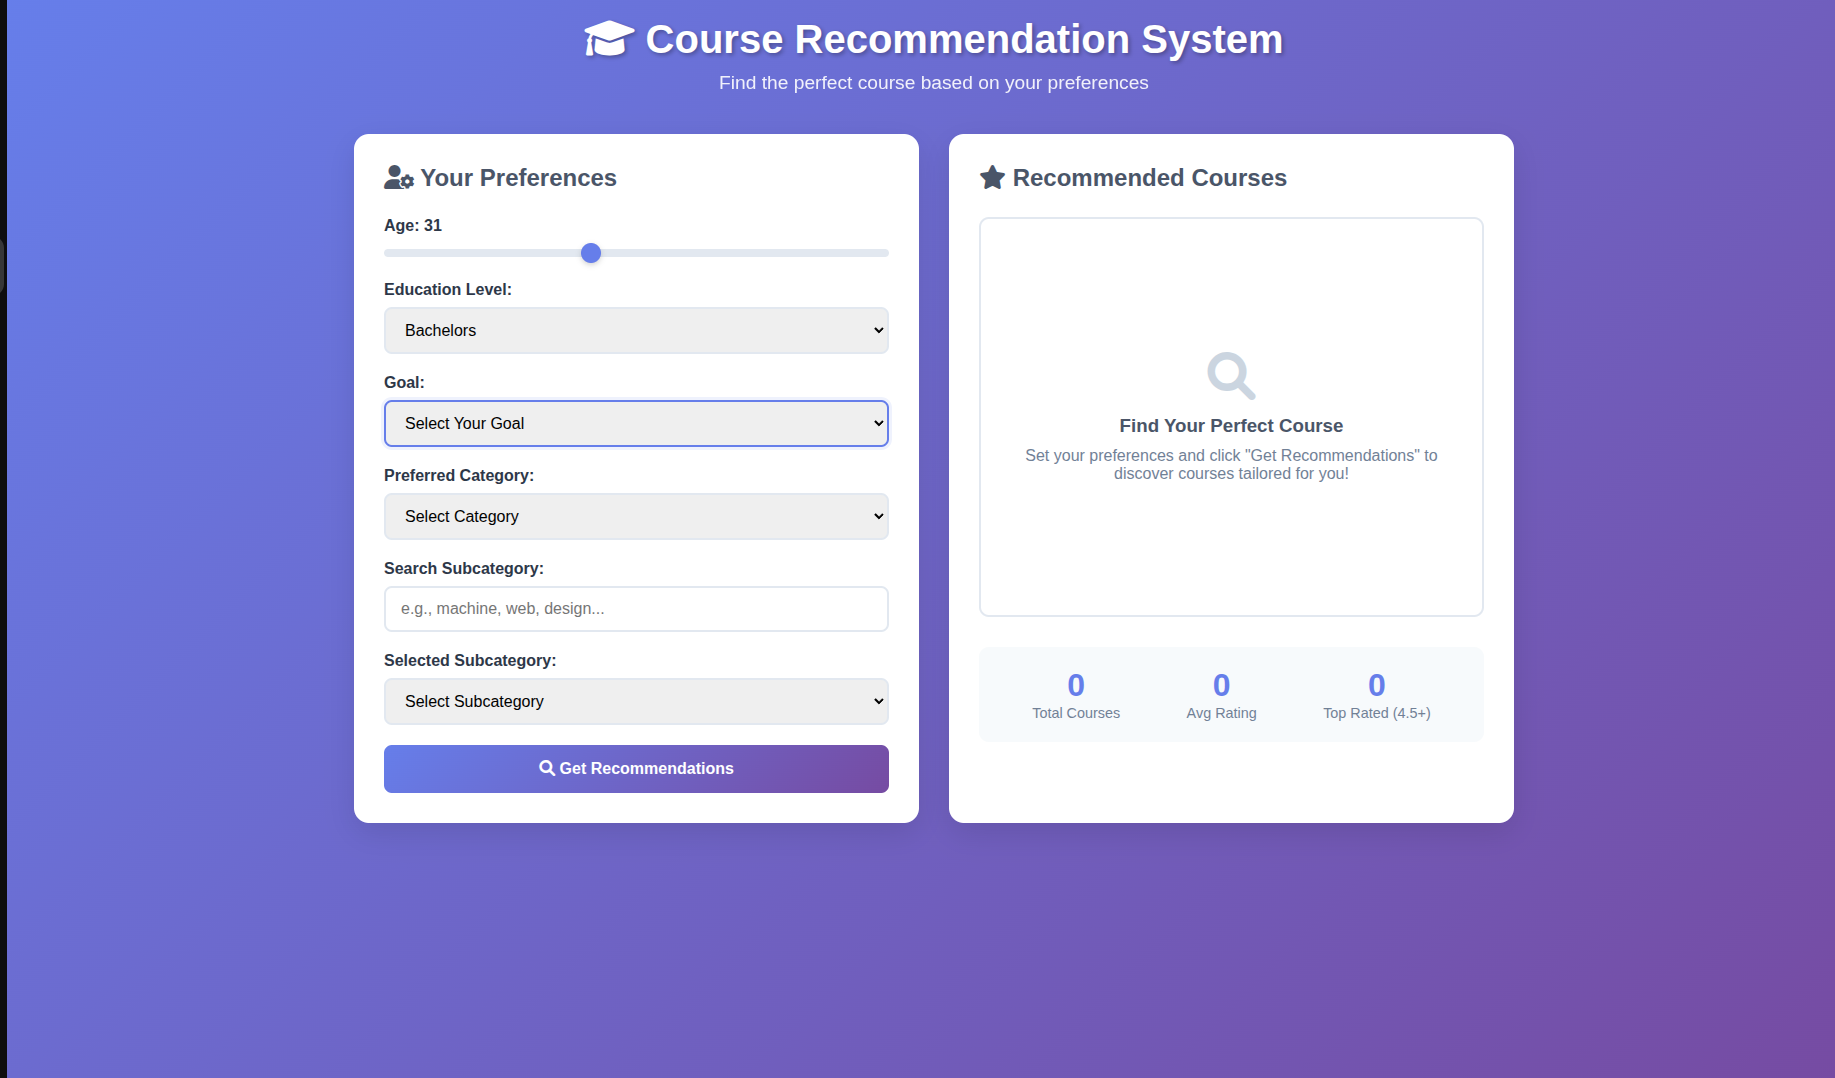 Course Recommendation System
Find the perfect course based on your preferences
Your Preferences
Age: 31
Education Level:
Bachelors
Goal:
Select Your Goal
Preferred Category:
Select Category
Search Subcategory:
e.g., machine, web, design...
Selected Subcategory:
Select Subcategory
Get Recommendations
Recommended Courses
Find Your Perfect Course
Set your preferences and click "Get Recommendations" to
discover courses tailored for you!
0 0 0
Total Courses Avg Rating Top Rated (4.5+)